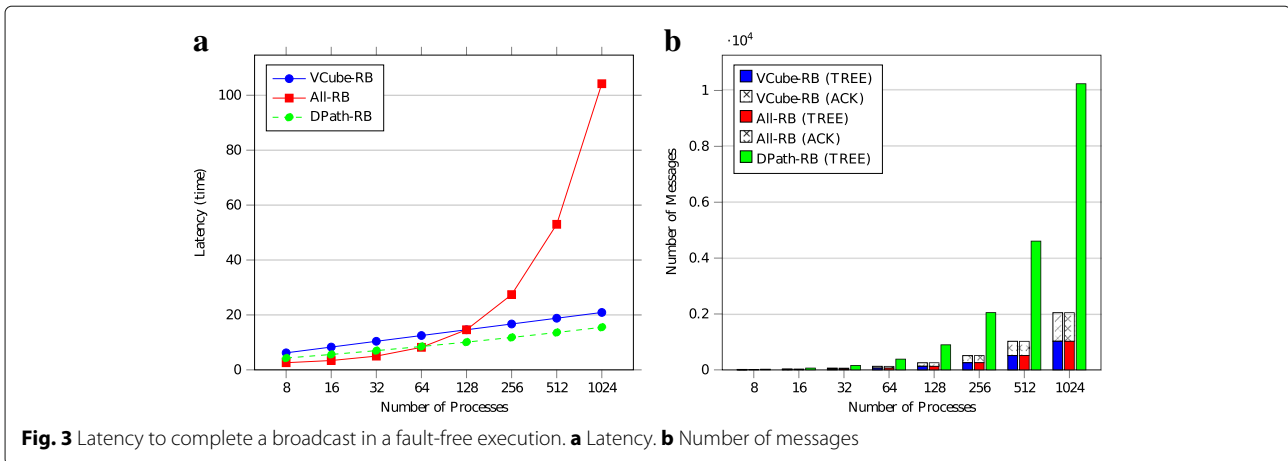 a
VCube-RB
All-RB
DPath-RB
100
80
60
40
20
0
Latency (time)
8 16 32 64 128 256 512 1024
Number of Processes
b
·10⁴
VCube-RB (TREE)
VCube-RB (ACK)
All-RB (TREE)
All-RB (ACK)
DPath-RB (TREE)
1
0.8
0.6
0.4
0.2
0
Number of Messages
8 16 32 64 128 256 512 1024
Number of Processes
Fig. 3 Latency to complete a broadcast in a fault-free execution. a Latency. b Number of messages